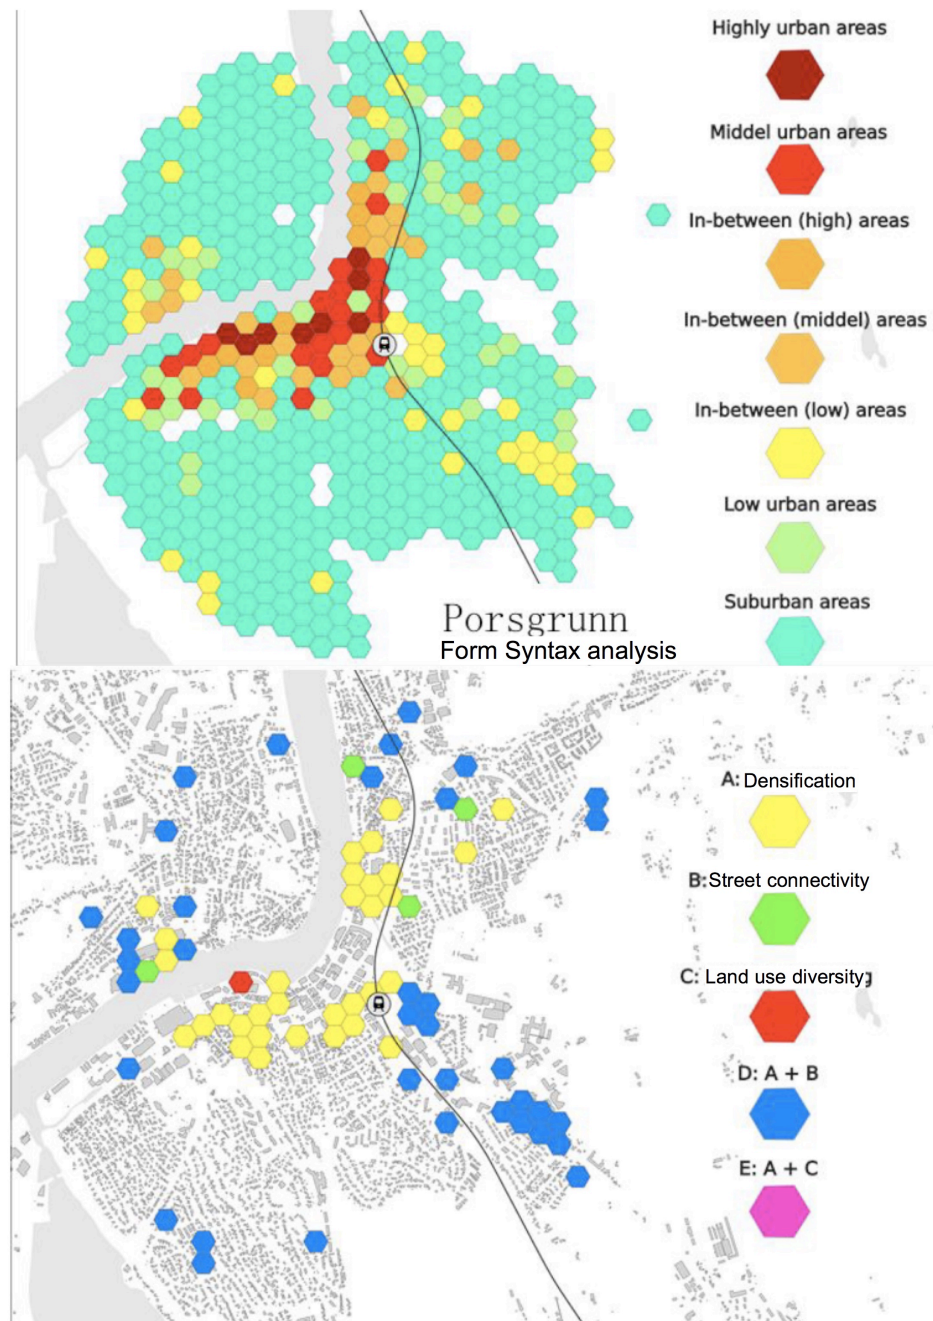 Highly urban areas
Middel urban areas
In-between (high) areas
In-between (middel) areas
In-between (low) areas
Low urban areas
Suburban areas
Porsgrunn
Form Syntax analysis
A: Densification
B: Street connectivity
C: Land use diversity
D: A + B
E: A + C